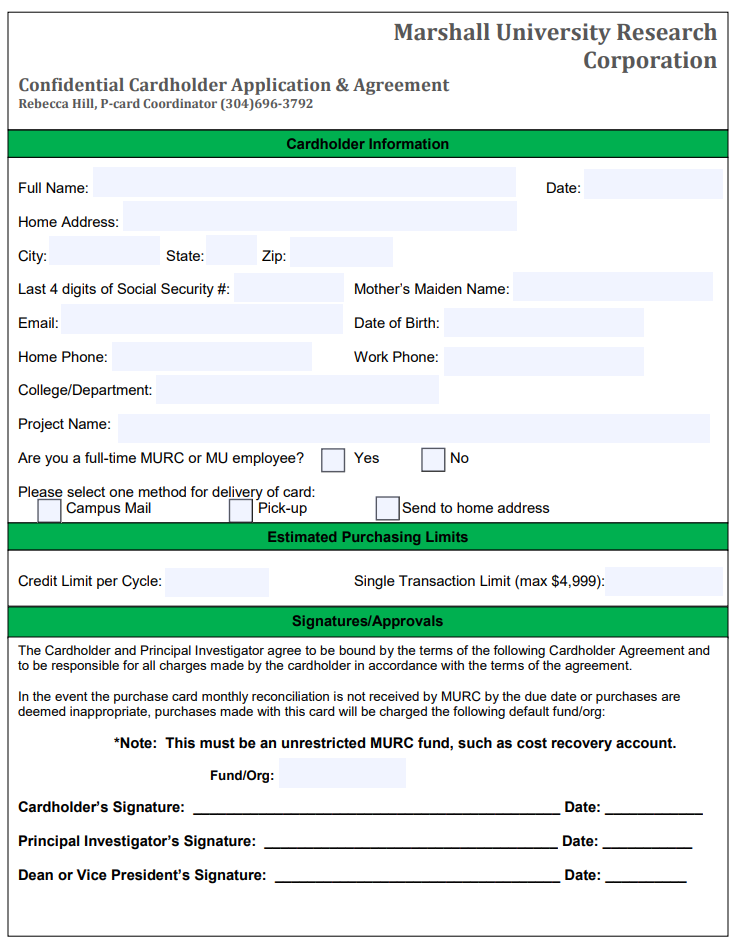 Marshall University Research
Corporation
Confidential Cardholder Application & Agreement
Rebecca Hill, P-card Coordinator (304)696-3792
Cardholder Information
Full Name: Date:
Home Address:
City: State: Zip:
Last 4 digits of Social Security #: Mother's Maiden Name:
Email: Date of Birth:
Home Phone: Work Phone:
College/Department:
Project Name:
Are you a full-time MURC or MU employee? Yes No
Please select one method for delivery of card:
Campus Mail Pick-up Send to home address
Estimated Purchasing Limits
Credit Limit per Cycle: Single Transaction Limit (max $4,999):
Signatures/Approvals
The Cardholder and Principal Investigator agree to be bound by the terms of the following Cardholder Agreement and
to be responsible for all charges made by the cardholder in accordance with the terms of the agreement.
In the event the purchase card monthly reconciliation is not received by MURC by the due date or purchases are
deemed inappropriate, purchases made with this card will be charged the following default fund/org:
*Note: This must be an unrestricted MURC fund, such as cost recovery account.
Fund/Org:
Cardholder's Signature: Date:
Principal Investigator's Signature: Date:
Dean or Vice President's Signature: Date: